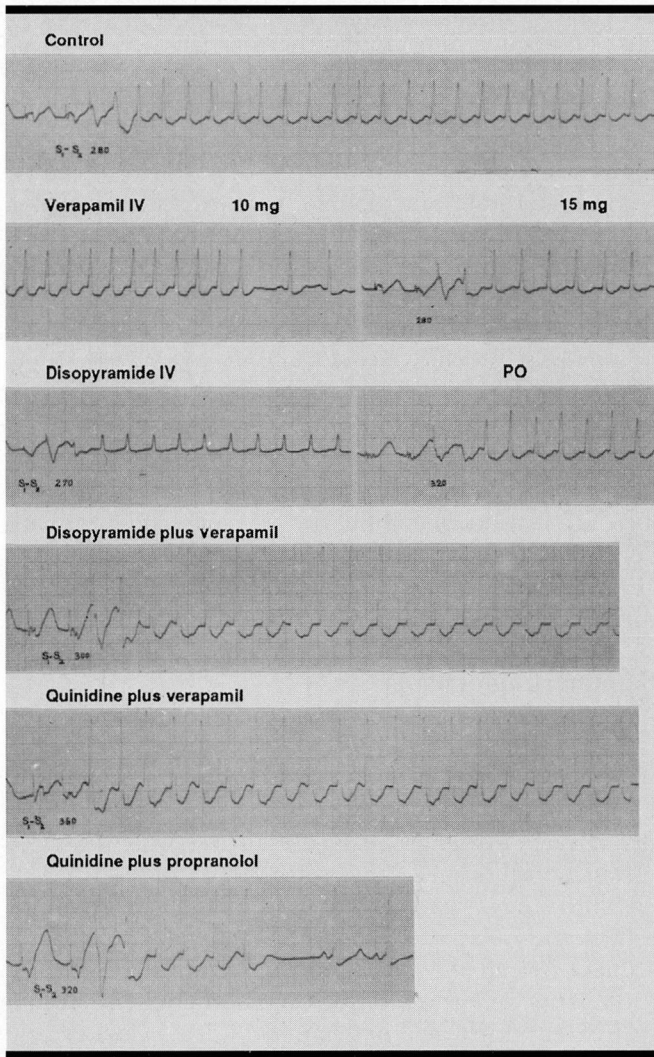 Control
S₁-S₂ 280
Verapamil IV 10 mg 15 mg
280
Disopyramide IV PO
S₁-S₂ 270 320
Disopyramide plus verapamil
S₁-S₂ 300
Quinidine plus verapamil
S₁-S₂ 360
Quinidine plus propranolol
S₁-S₂ 320